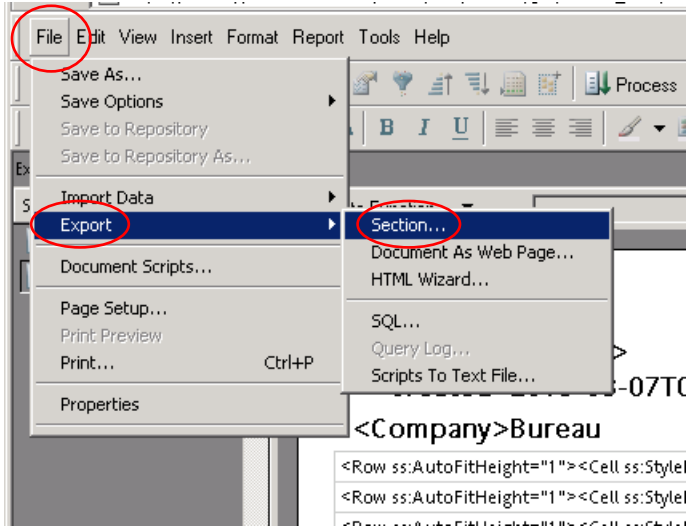 File Edit View Insert Format Report Tools Help
Save As...
Save Options
Save to Repository
Save to Repository As...
Process
B I U
Import Data
Export
Section...
Document As Web Page...
HTML Wizard...
Document Scripts...
Page Setup...
SQL...
Print Preview
Query Log...
Print... Ctrl+P
Scripts To Text File...
Properties
<Company>Bureau
<Row ss:AutoFitHeight="1"><Cell ss:Style
<Row ss:AutoFitHeight="1"><Cell ss:Style